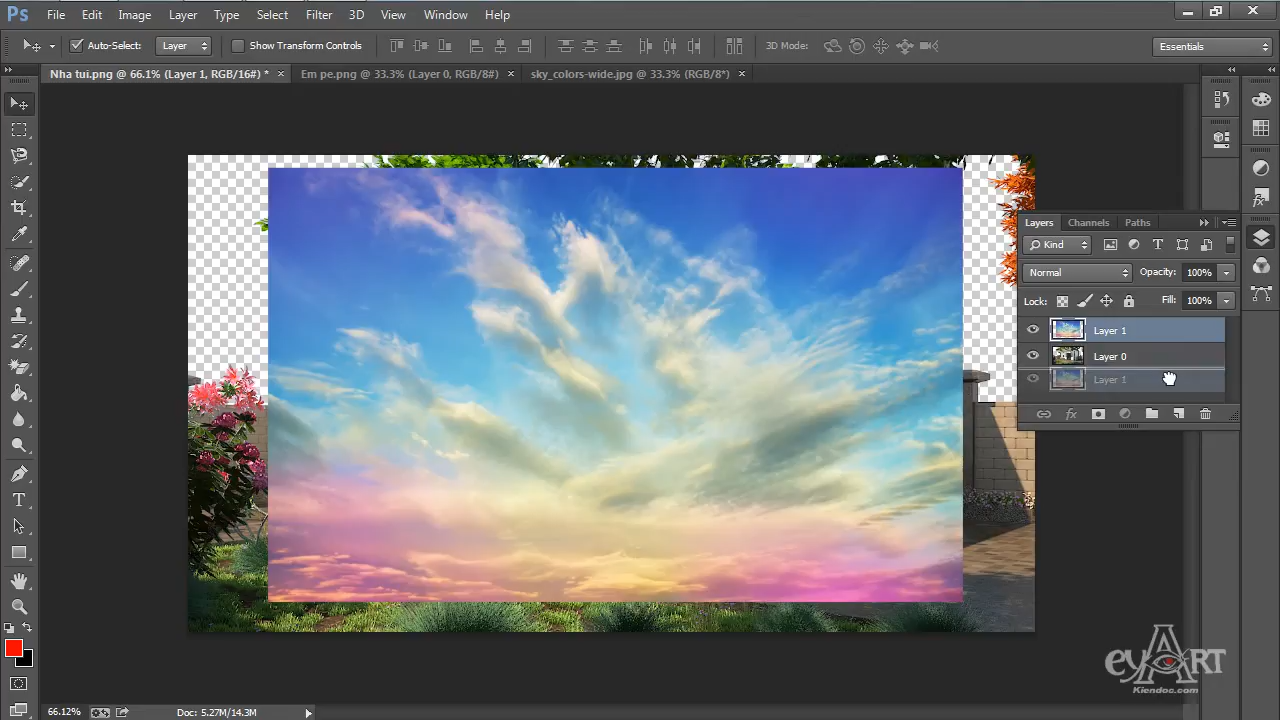 Ps File Edit Image Layer Type Select Filter 3D View Window Help
Auto-Select: Layer Show Transform Controls 3D Mode: Essentials
Nha tui.png @ 66.1% (Layer 1, RGB/16#) * × Em pe.png @ 33.3% (Layer 0, RGB/8#) × sky_colors-wide.jpg @ 33.3% (RGB/8*) ×
Layers Channels Paths
Kind
Normal Opacity: 100%
Lock: Fill: 100%
Layer 1
Layer 0
Layer 1
fx
eyART
Kiendoc.com
66.12% Doc: 5.27M/14.3M